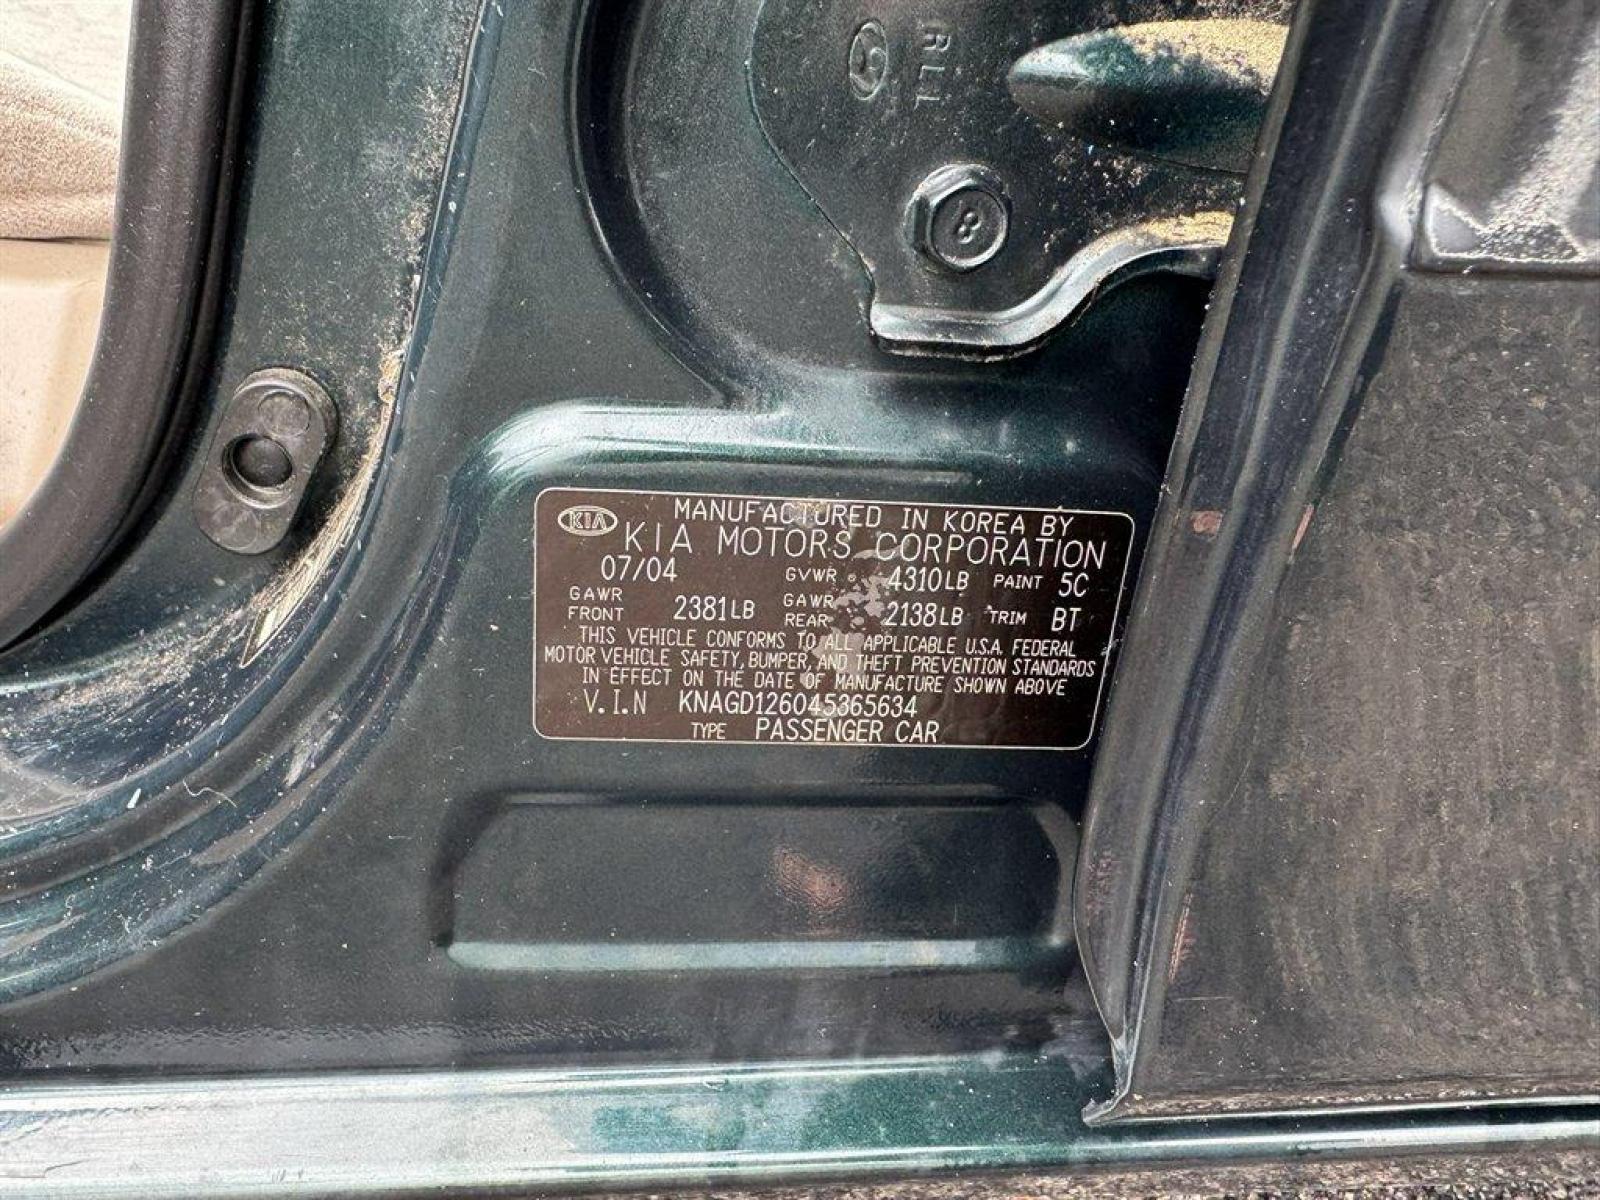 RLL
8
KIA
MANUFACTURED IN KOREA BY
KIA MOTORS CORPORATION
07/04 GVWR 4310LB PAINT 5C
GAWR FRONT 2381LB GAWR REAR 2138LB TRIM BT
THIS VEHICLE CONFORMS TO ALL APPLICABLE U.S.A. FEDERAL
MOTOR VEHICLE SAFETY, BUMPER, AND THEFT PREVENTION STANDARDS
IN EFFECT ON THE DATE OF MANUFACTURE SHOWN ABOVE
V.I.N KNAGD126045365634
TYPE PASSENGER CAR